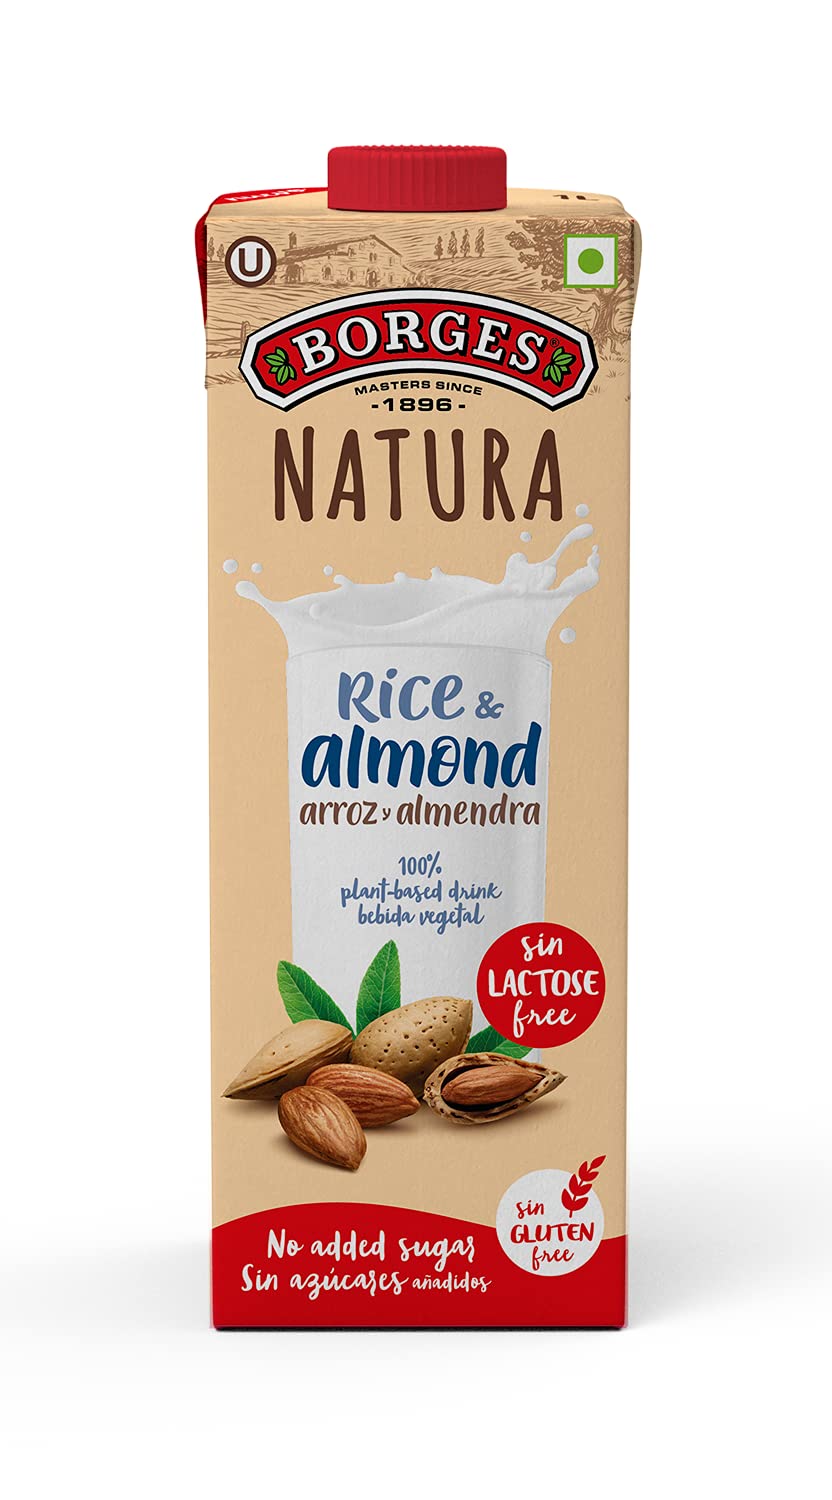 1L
U
BORGES®
MASTERS SINCE
-1896-
NATURA
Rice &
almond
arroz y almendra
100%
plant-based drink
bebida vegetal
sin
LACTOSE
free
sin
GLUTEN
free
No added sugar
Sin azúcares añadidos